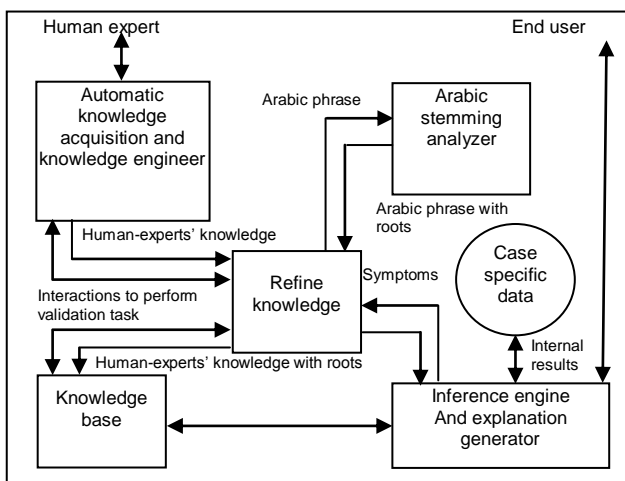 Human expert
End user
Automatic
knowledge
acquisition and
knowledge engineer
Arabic phrase
Arabic
stemming
analyzer
Arabic phrase with
roots
Human-experts' knowledge
Case
specific
data
Symptoms
Refine
knowledge
Interactions to perform
validation task
Internal
results
Human-experts' knowledge with roots
Knowledge
base
Inference engine
And explanation
generator